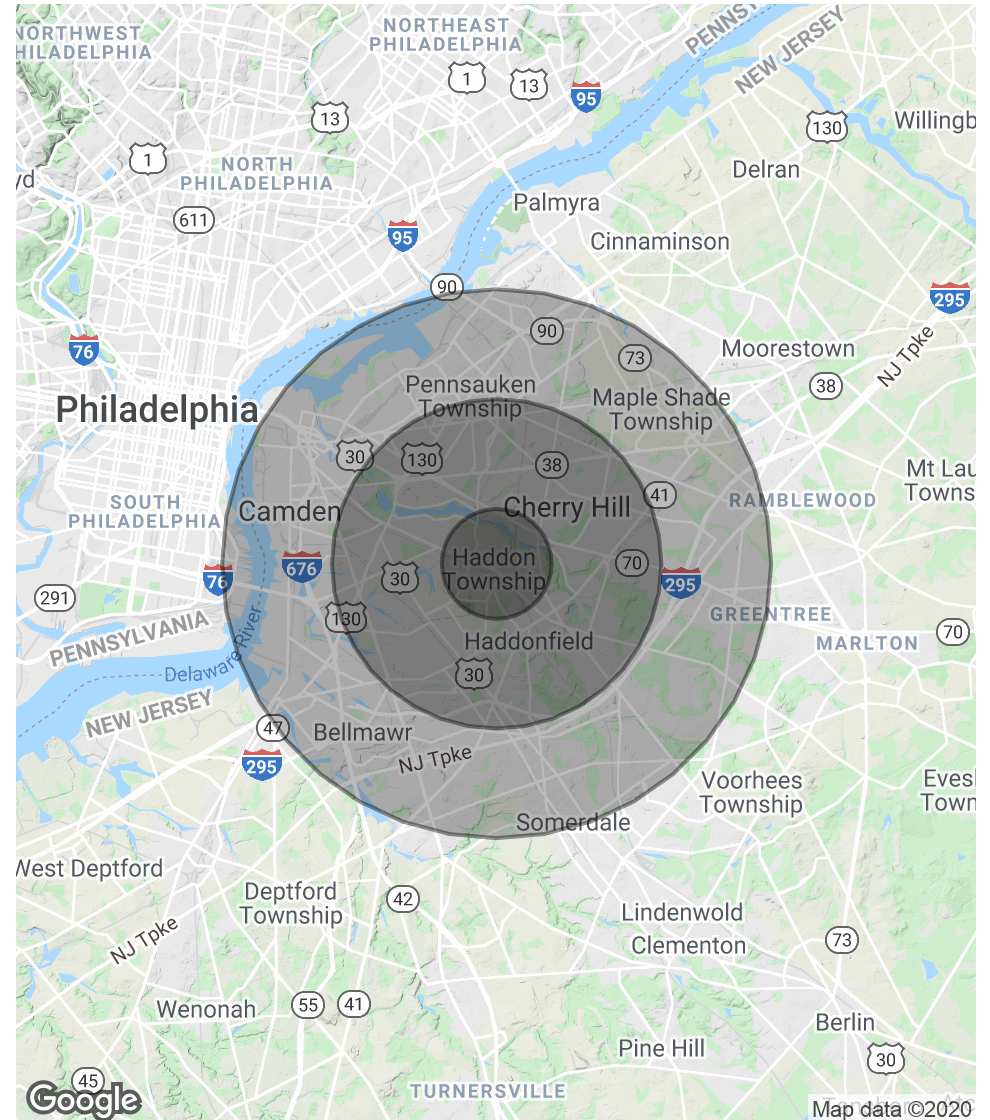 NORTHWEST
PHILADELPHIA
NORTHEAST
PHILADELPHIA
PENNSY
NEW JERSEY
1
13
95
13
130
Willingb
1
NORTH
PHILADELPHIA
Delran
yd
Palmyra
611
95
Cinnaminson
90
295
90
76
73
Moorestown
NJ Tpke
38
Pennsauken
Township
Maple Shade
Township
Philadelphia
30
130
38
Mt Lau
Towns
41
RAMBLEWOOD
SOUTH
PHILADELPHIA
Camden
Cherry Hill
Haddon
Township
676
70
76
30
295
291
130
GREENTREE
PENNSYLVANIA
Haddonfield
MARLTON
70
Delaware River
30
NEW JERSEY
47
Bellmawr
NJ Tpke
295
Voorhees
Township
Eves
Town
Somerdale
West Deptford
Deptford
Township
42
Lindenwold
Clementon
73
NJ Tpke
Wenonah
55
41
Berlin
Pine Hill
30
45
TURNERSVILLE
Google
Map data ©2020